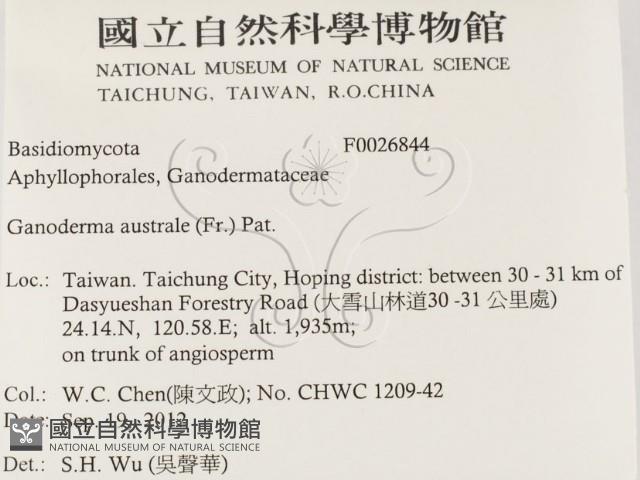 國立自然科學博物館
NATIONAL MUSEUM OF NATURAL SCIENCE
TAICHUNG, TAIWAN, R.O.CHINA
Basidiomycota F0026844
Aphyllophorales, Ganodermataceae
Ganoderma australe (Fr.) Pat.
Loc.: Taiwan. Taichung City, Hoping district: between 30 - 31 km of
Dasyueshan Forestry Road (大雪山林道30 -31 公里處)
24.14.N, 120.58.E; alt. 1,935m;
on trunk of angiosperm
Col.: W.C. Chen(陳文政); No. CHWC 1209-42
Date: Sep. 19, 2012
國立自然科學博物館
NATIONAL MUSEUM OF NATURAL SCIENCE
Det.: S.H. Wu (吳聲華)